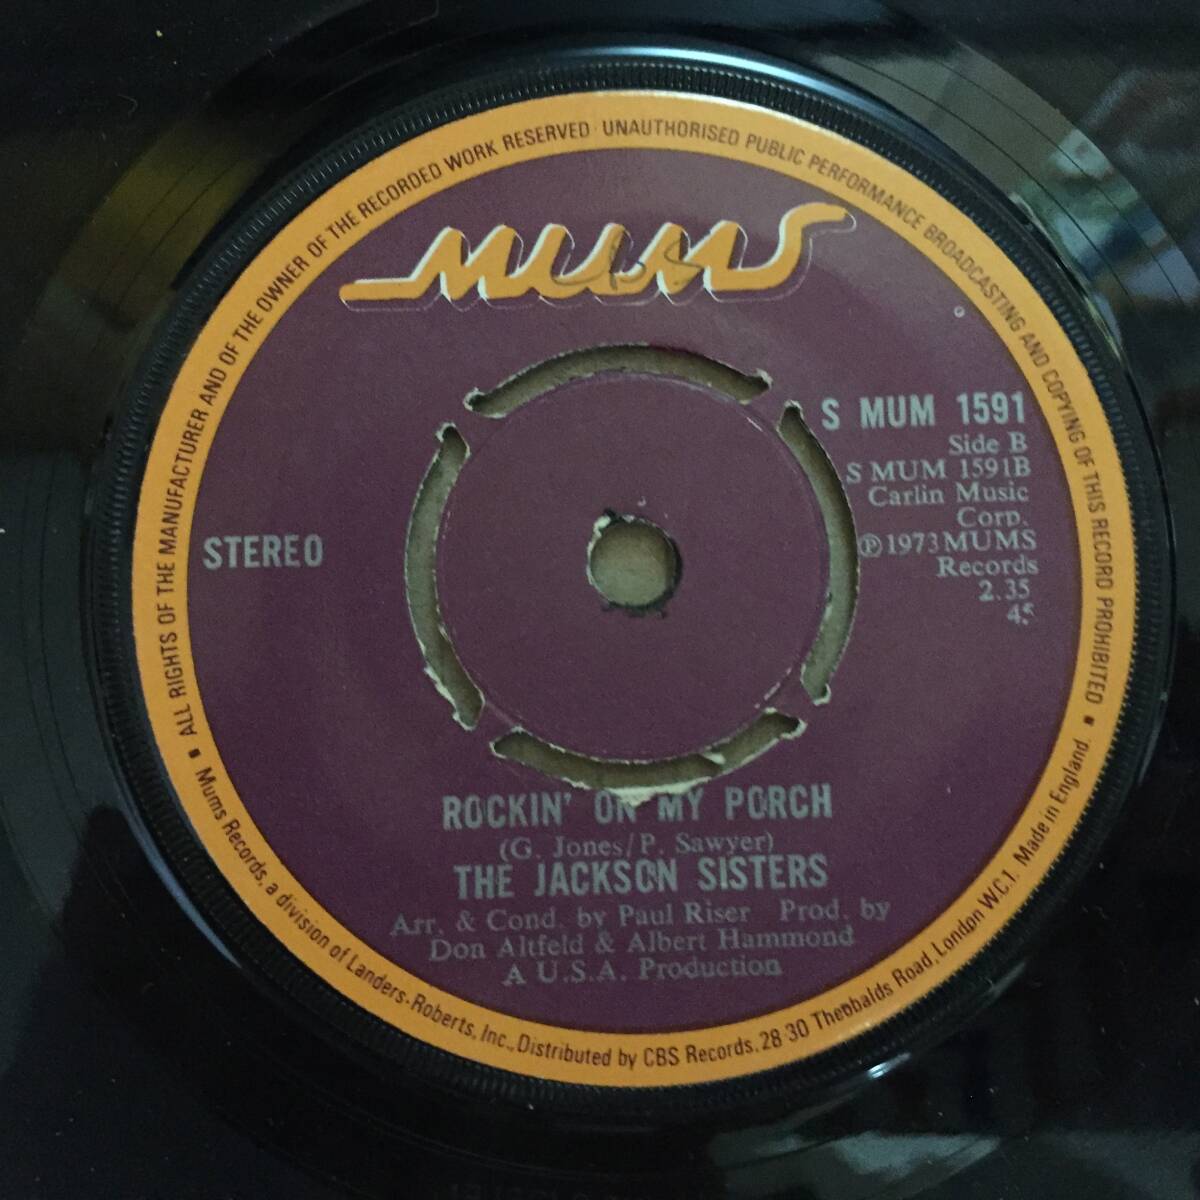 ALL RIGHTS OF THE MANUFACTURER AND OF THE OWNER OF THE RECORDED WORK RESERVED · UNAUTHORISED PUBLIC PERFORMANCE BROADCASTING AND COPYING OF THIS RECORD PROHIBITED
MUMS
S MUM 1591
Side B
S MUM 1591B
Carlin Music
Corp.
℗1973 MUMS
Records
2.35
45
STEREO
ROCKIN' ON MY PORCH
(G. Jones/P. Sawyer)
THE JACKSON SISTERS
Arr. & Cond. by Paul Riser Prod. by
Don Altfeld & Albert Hammond
A U.S.A. Production
Mums Records, a division of Landers-Roberts, Inc., Distributed by CBS Records, 28-30 Theobalds Road, London W.C.1. Made in England.